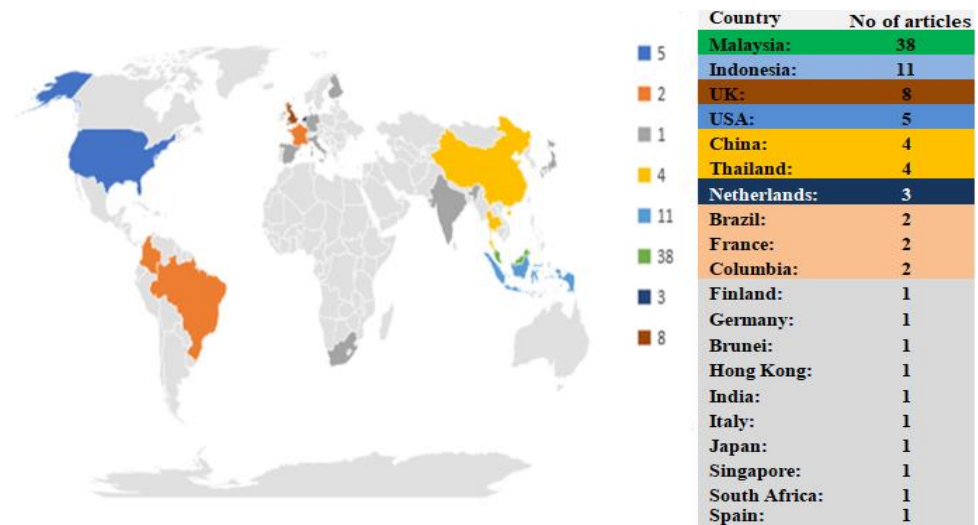 5
2
1
4
11
38
3
8
Country No of articles
Malaysia: 38
Indonesia: 11
UK: 8
USA: 5
China: 4
Thailand: 4
Netherlands: 3
Brazil: 2
France: 2
Columbia: 2
Finland: 1
Germany: 1
Brunei: 1
Hong Kong: 1
India: 1
Italy: 1
Japan: 1
Singapore: 1
South Africa: 1
Spain: 1